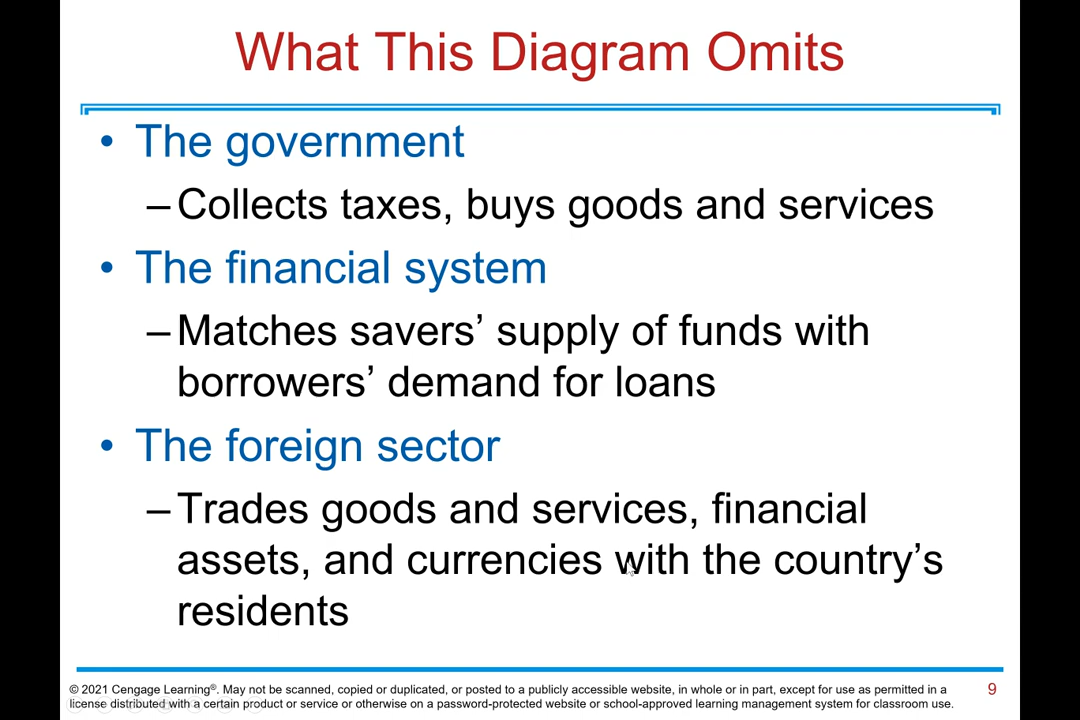 What This Diagram Omits
• The government
– Collects taxes, buys goods and services
• The financial system
– Matches savers’ supply of funds with
borrowers’ demand for loans
• The foreign sector
– Trades goods and services, financial
assets, and currencies with the country’s
residents
© 2021 Cengage Learning®. May not be scanned, copied or duplicated, or posted to a publicly accessible website, in whole or in part, except for use as permitted in a
license distributed with a certain product or service or otherwise on a password-protected website or school-approved learning management system for classroom use.
9